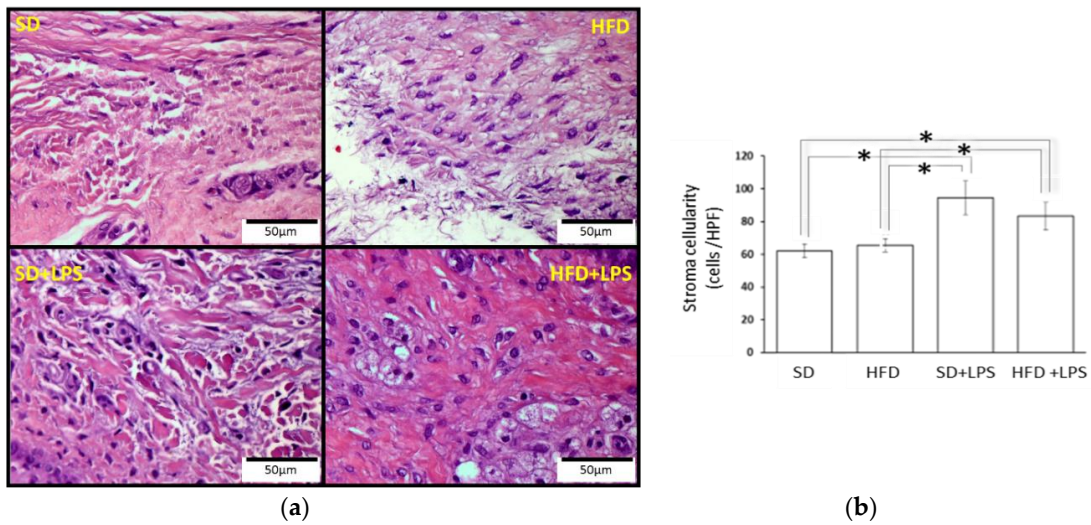 SD
HFD
50μm
50μm
SD+LPS
HFD+LPS
50μm
50μm
(a)
* 
* *
*
Stroma cellularity
(cells /HPF)
120
100
80
60
40
20
0
SD HFD SD+LPS HFD +LPS
(b)